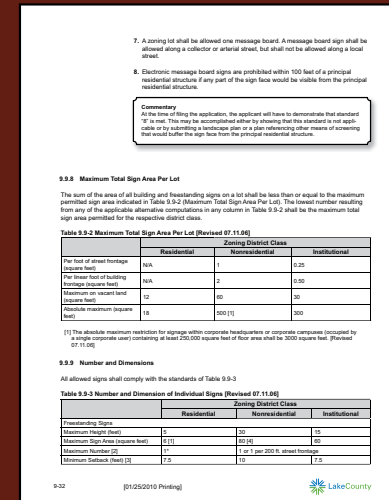 7. A zoning lot shall be allowed one message board. A message board sign shall be
allowed along a collector or arterial street, but shall not be allowed along a local
street.
8. Electronic message board signs are prohibited within 100 feet of a principal
residential structure if any part of the sign face would be visible from the principal
residential structure.
Commentary
At the time of filing the application, the applicant will have to demonstrate that standard
"8" is met. This may be accomplished either by showing that this standard is not appli-
cable or by submitting a landscape plan or a plan referencing other means of screening
that would buffer the sign face from the principal residential structure.
9.9.8 Maximum Total Sign Area Per Lot
The sum of the area of all building and freestanding signs on a lot shall be less than or equal to the maximum
permitted sign area indicated in Table 9.9-2 (Maximum Total Sign Area Per Lot). The lowest number resulting
from any of the applicable alternative computations in any column in Table 9.9-2 shall be the maximum total
sign area permitted for the respective district class.
Table 9.9-2 Maximum Total Sign Area Per Lot [Revised 07.11.06]
Zoning District Class
Residential Nonresidential Institutional
Per foot of street frontage
(square feet) N/A 1 0.25
Per linear foot of building
frontage (square feet) N/A 2 0.50
Maximum on vacant land
(square feet) 12 60 30
Absolute maximum (square
feet) 18 500 [1] 300
[1] The absolute maximum restriction for signage within corporate headquarters or corporate campuses (occupied by
a single corporate user) containing at least 250,000 square feet of floor area shall be 3000 square feet. [Revised
07.11.06]
9.9.9 Number and Dimensions
All allowed signs shall comply with the standards of Table 9.9-3
Table 9.9-3 Number and Dimension of Individual Signs [Revised 07.11.06]
Zoning District Class
Residential Nonresidential Institutional
Freestanding Signs
Maximum Height (feet) 5 30 15
Maximum Sign Area (square feet) 6 [1] 80 [4] 60
Maximum Number [2] 1* 1 or 1 per 200 ft. street frontage
Minimum Setback (feet) [3] 7.5 10 7.5
9-32 [01/25/2010 Printing] LakeCounty